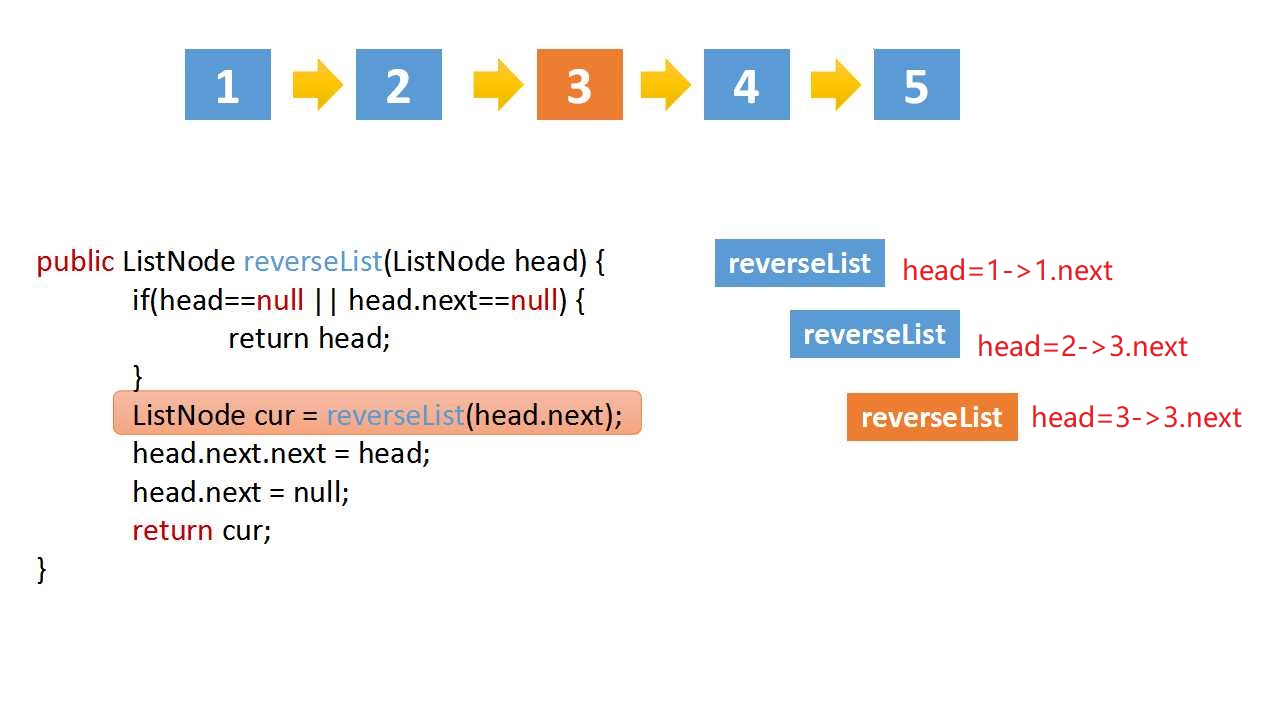 1 2 3 4 5
public ListNode reverseList(ListNode head) {
if(head==null || head.next==null) {
return head;
}
ListNode cur = reverseList(head.next);
head.next.next = head;
head.next = null;
return cur;
}
reverseList head=1->1.next
reverseList head=2->3.next
reverseList head=3->3.next